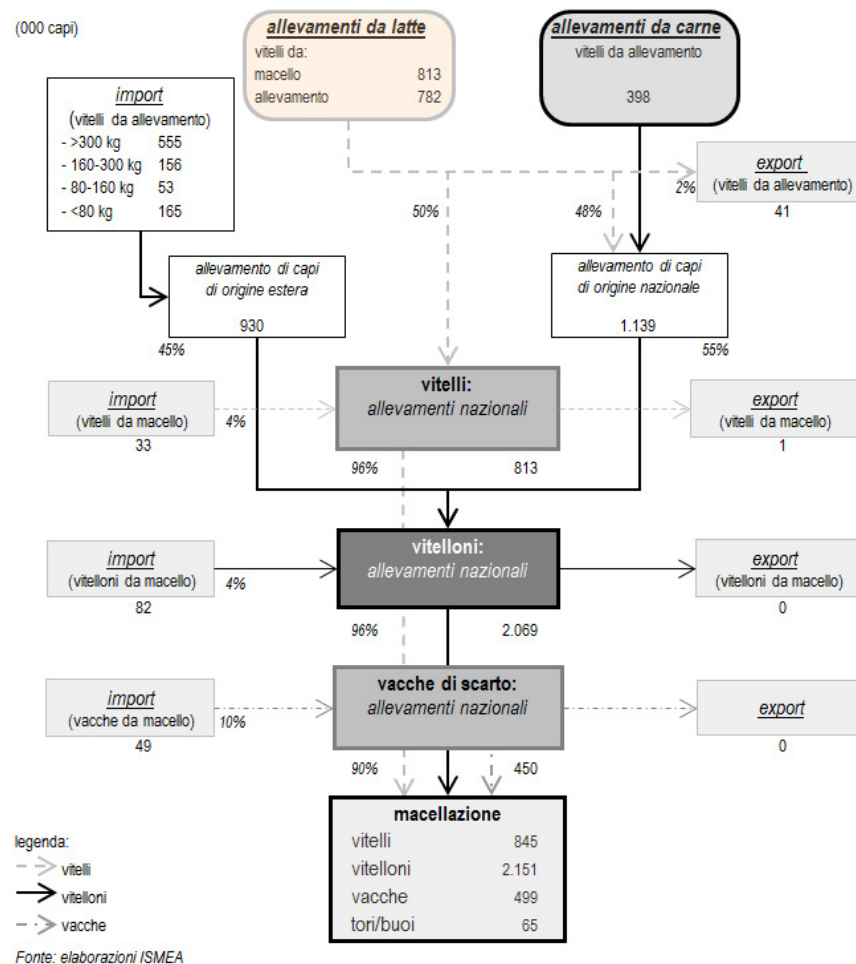 (000 capi)
allevamenti da latte
vitelli da:
macello 813
allevamento 782
allevamenti da carne
vitelli da allevamento
398
import
(vitelli da allevamento)
- >300 kg 555
- 160-300 kg 156
- 80-160 kg 53
- <80 kg 165
50%
48%
2%
export
(vitelli da allevamento)
41
allevamento di capi
di origine estera
930
45%
allevamento di capi
di origine nazionale
1.139
55%
import
(vitelli da macello)
33
4%
vitelli:
allevamenti nazionali
export
(vitelli da macello)
1
96%
813
import
(vitelloni da macello)
82
4%
vitelloni:
allevamenti nazionali
export
(vitelloni da macello)
0
96%
2.069
import
(vacche da macello)
49
10%
vacche di scarto:
allevamenti nazionali
export
0
90%
450
macellazione
vitelli 845
vitelloni 2.151
vacche 499
tori/buoi 65
legenda:
vitelli
vitelloni
vacche
Fonte: elaborazioni ISMEA